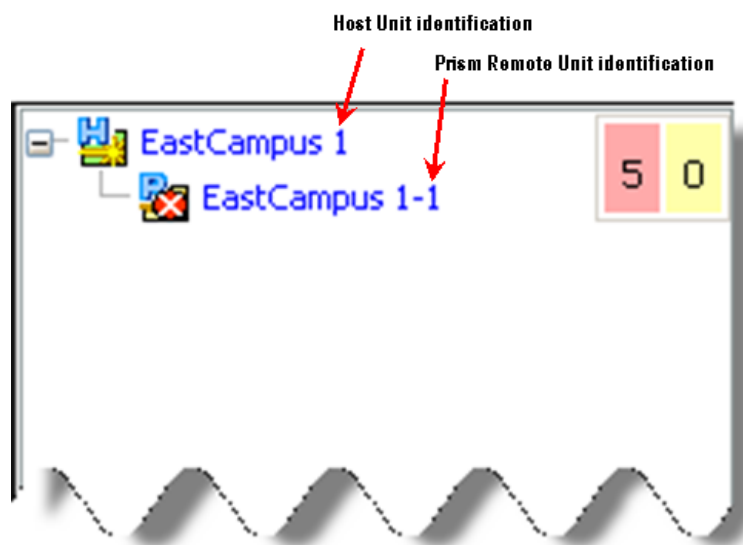 Host Unit identification
Prism Remote Unit identification
H EastCampus 1
R EastCampus 1-1
5 0